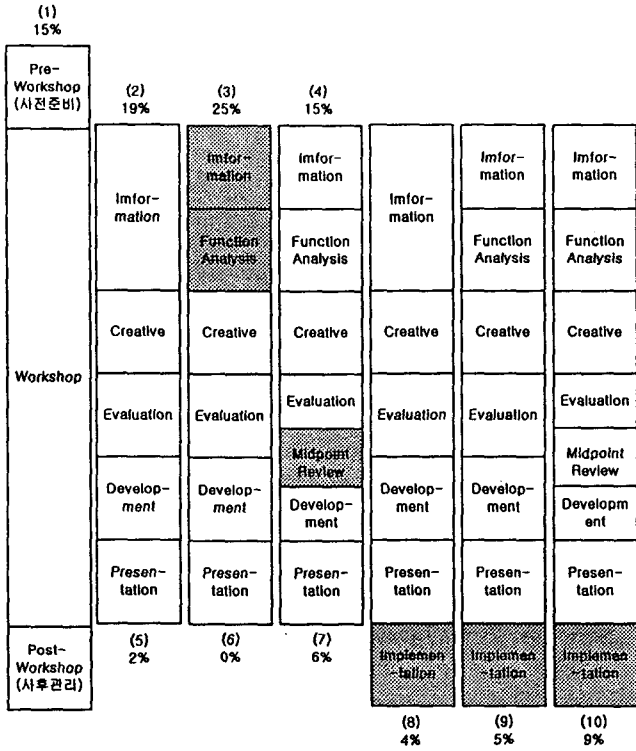 (1)
15%
Pre-
Workshop
(사전준비)
Workshop
Post-
Workshop
(사후관리)
(2)
19%
Imfor-
mation
Creative
Evaluation
Develop-
ment
Presen-
tation
(5)
2%
(3)
25%
Imfor-
mation
Function
Analysis
Creative
Evaluation
Develop-
ment
Presen-
tation
(6)
0%
(4)
15%
Imfor-
mation
Function
Analysis
Creative
Evaluation
Midpoint
Review
Develop-
ment
Presen-
tation
(7)
6%
Imfor-
mation
Creative
Evaluation
Develop-
ment
Presen-
tation
Implemen
-tation
(8)
4%
Imfor-
mation
Function
Analysis
Creative
Evaluation
Develop-
ment
Presen-
tation
Implemen
-tation
(9)
5%
Imfor-
mation
Function
Analysis
Creative
Evaluation
Midpoint
Review
Developm
ent
Presen-
tation
Implemen
-tation
(10)
9%